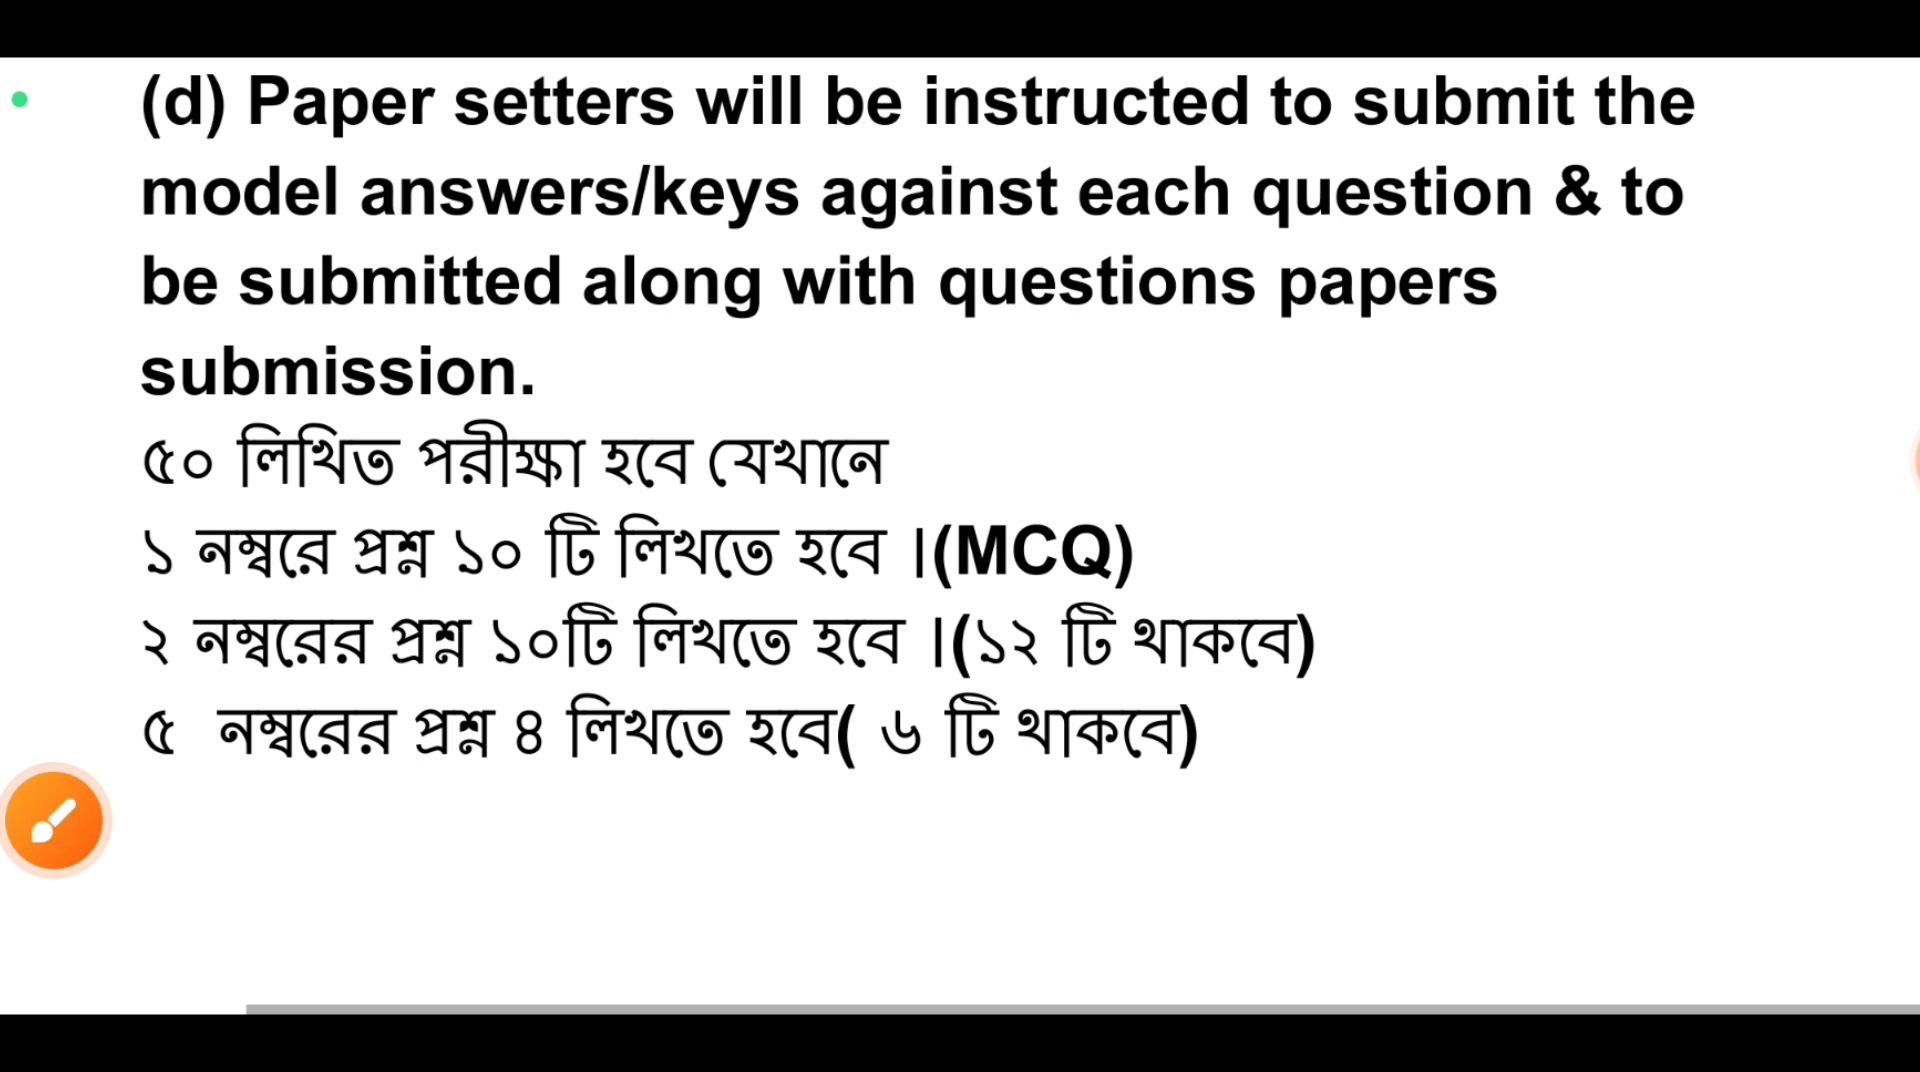 (d) Paper setters will be instructed to submit the
model answers/keys against each question & to
be submitted along with questions papers
submission.
৫০ লিখিত পরীক্ষা হবে যেখানে
১ নম্বরে প্রশ্ন ১০ টি লিখতে হবে ।(MCQ)
২ নম্বরের প্রশ্ন ১০টি লিখতে হবে ।(১২ টি থাকবে)
৫ নম্বরের প্রশ্ন ৪ লিখতে হবে( ৬ টি থাকবে)